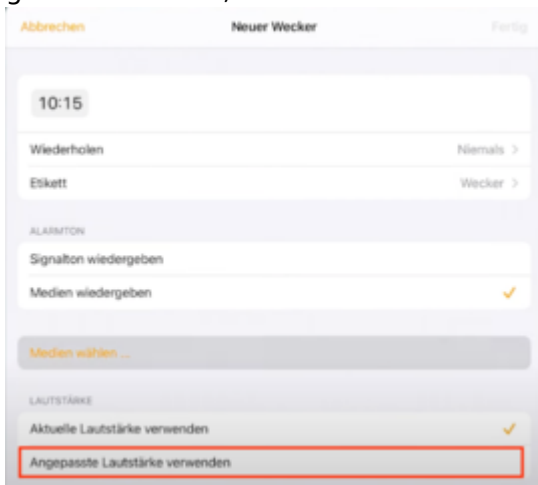 Abbrechen Neuer Wecker Fertig
10:15
Wiederholen Niemals >
Etikett Wecker >
ALARMTON
Signalton wiedergeben
Medien wiedergeben
Medien wählen ...
LAUTSTÄRKE
Aktuelle Lautstärke verwenden
Angepasste Lautstärke verwenden